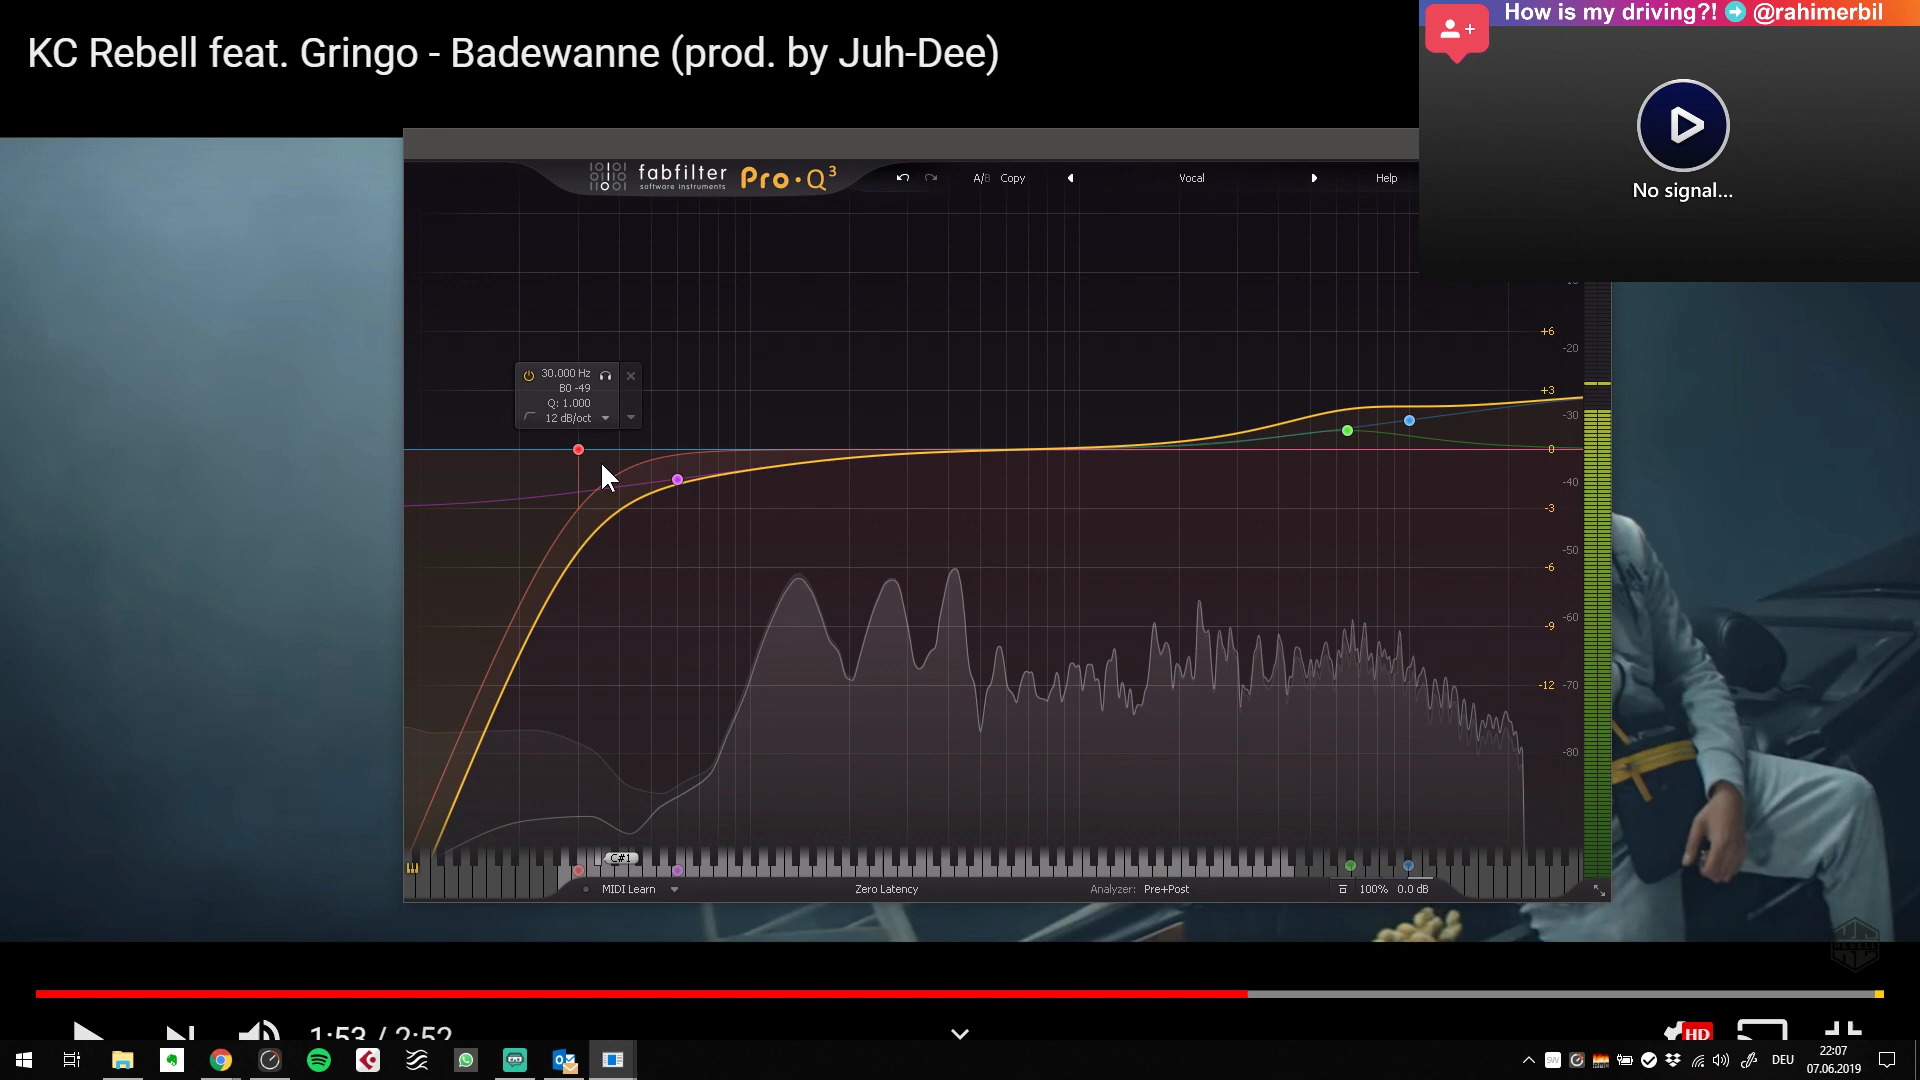 KC Rebell feat. Gringo - Badewanne (prod. by Juh-Dee)
How is my driving?! @rahimerbil
No signal...
fabfilter
software instruments
Pro·Q3
A/B Copy
Vocal
Help
30.000 Hz
B0 -49
Q: 1.000
12 dB/oct
+6
-20
+3
-30
0
-40
-3
-50
-6
-60
-9
-12 -70
-80
C#1
MIDI Learn
Zero Latency
Analyzer: Pre+Post
100% 0.0 dB
1:53 / 2:52
HD
DEU
22:07
07.06.2019